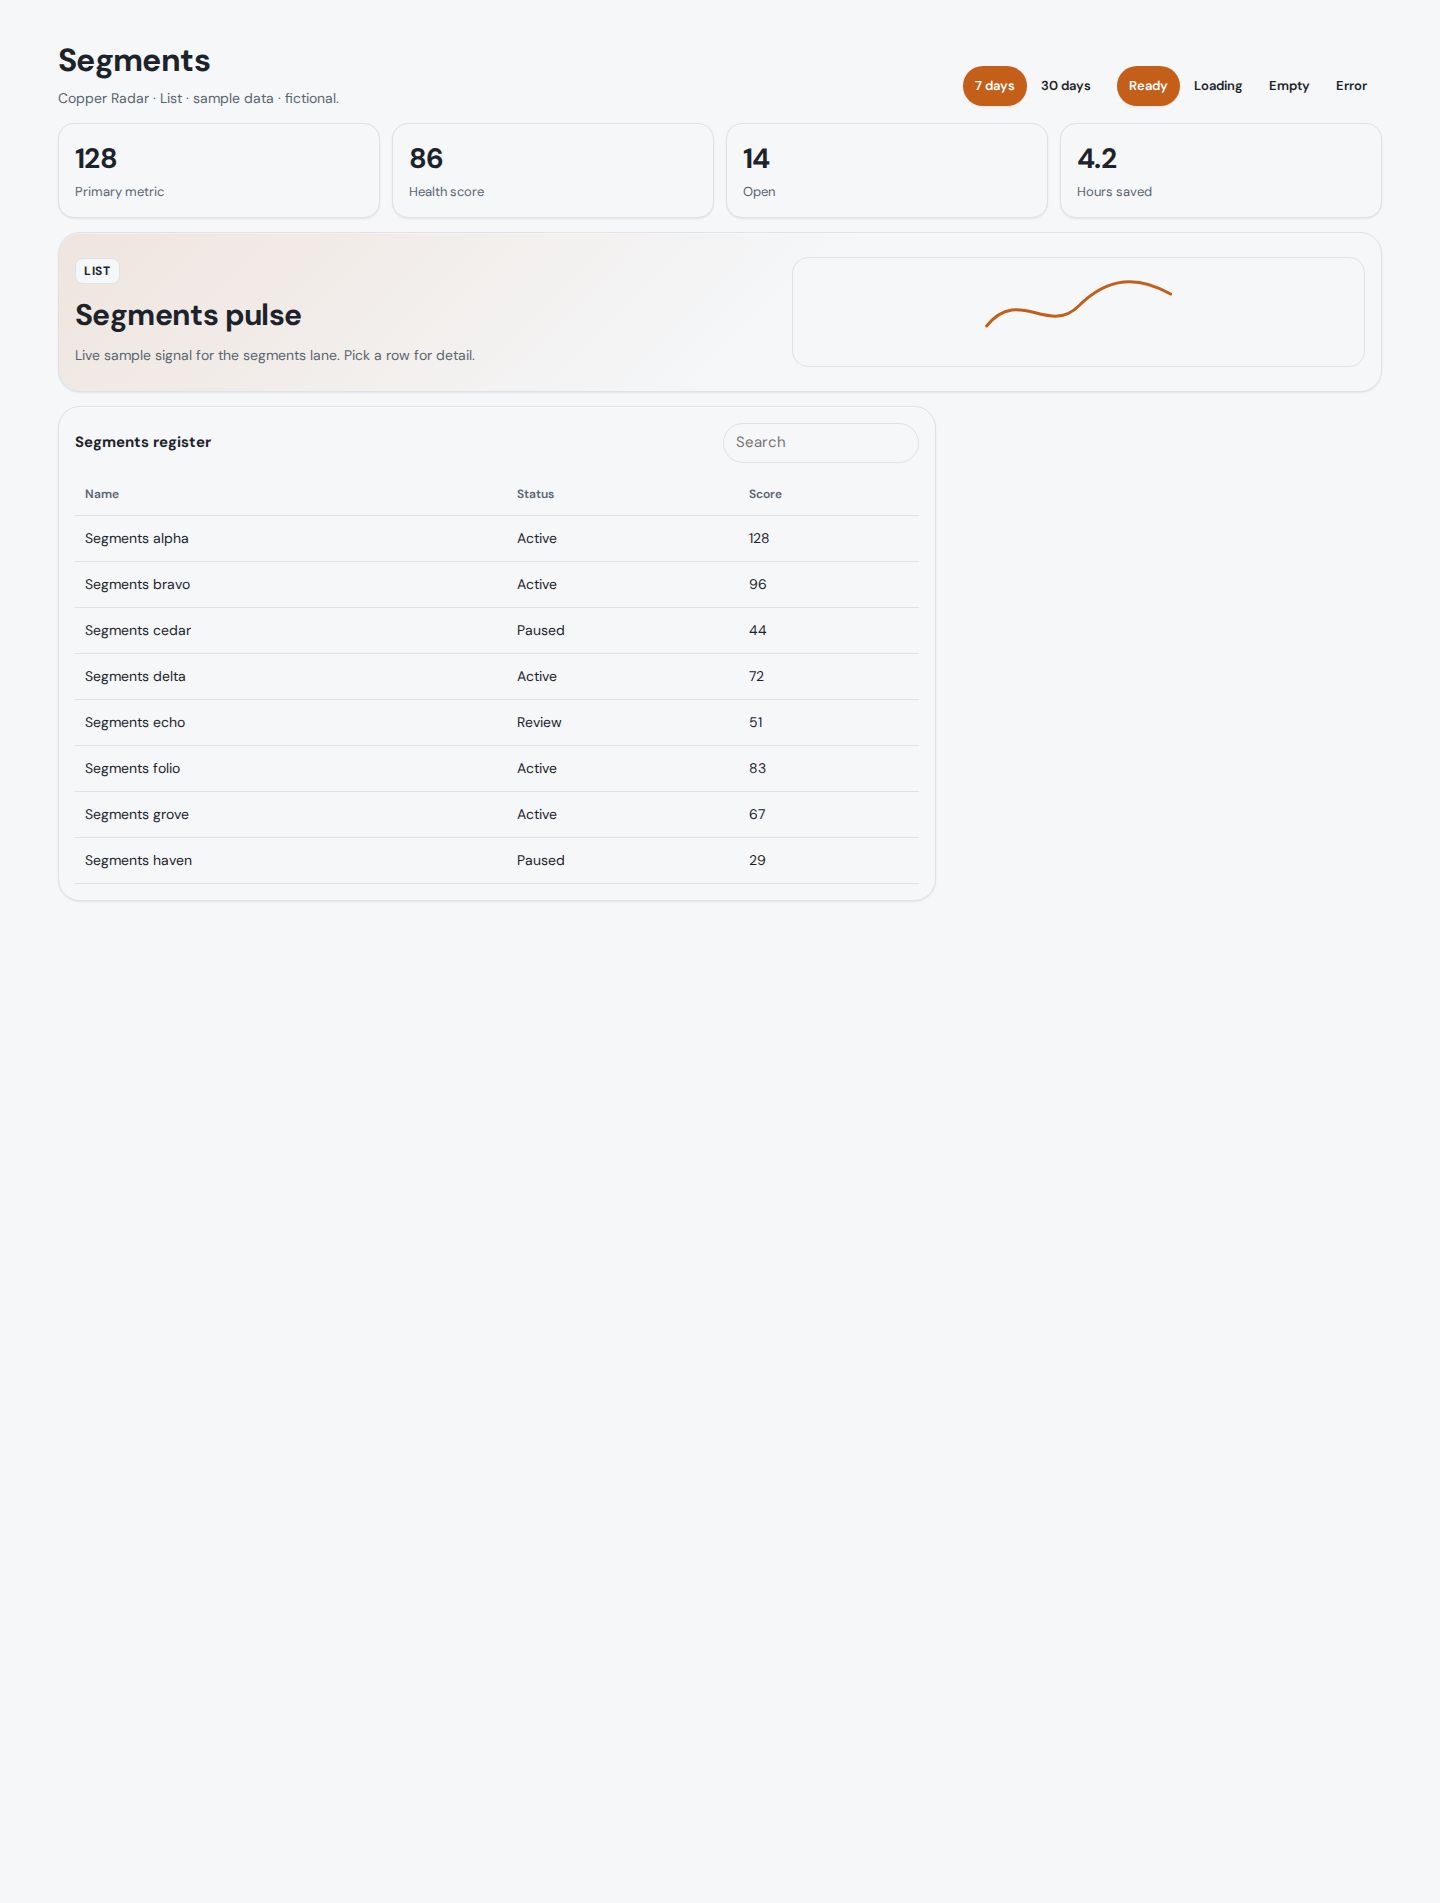 Segments
Copper Radar · List · sample data · fictional.
7 days 30 days Ready Loading Empty Error
128 86 14 4.2
Primary metric Health score Open Hours saved
LIST
Segments pulse
Live sample signal for the segments lane. Pick a row for detail.
Segments register Search
Name Status Score
Segments alpha Active 128
Segments bravo Active 96
Segments cedar Paused 44
Segments delta Active 72
Segments echo Review 51
Segments folio Active 83
Segments grove Active 67
Segments haven Paused 29